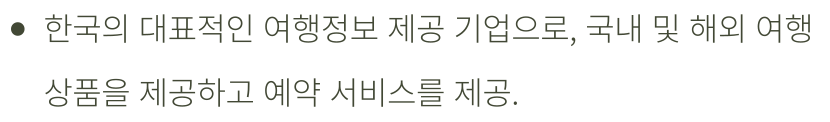 ● 한국의 대표적인 여행정보 제공 기업으로, 국내 및 해외 여행
상품을 제공하고 예약 서비스를 제공.